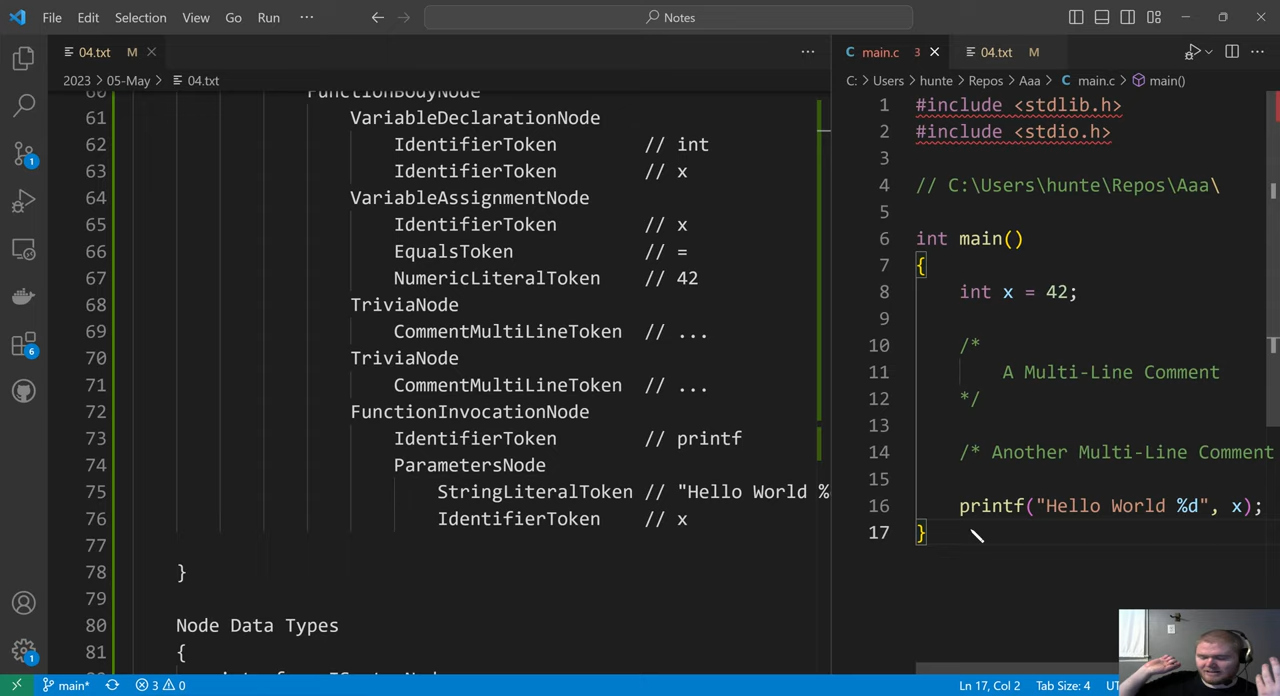 File Edit Selection View Go Run ··· Notes
04.txt M main.c 3 04.txt M
2023 > 05-May > 04.txt C: > Users > hunte > Repos > Aaa > main.c > main()
60 FunctionBodyNode
61 VariableDeclarationNode
62 IdentifierToken // int
63 IdentifierToken // x
64 VariableAssignmentNode
65 IdentifierToken // x
66 EqualsToken // =
67 NumericLiteralToken // 42
68 TriviaNode
69 CommentMultiLineToken // ...
70 TriviaNode
71 CommentMultiLineToken // ...
72 FunctionInvocationNode
73 IdentifierToken // printf
74 ParametersNode
75 StringLiteralToken // "Hello World %
76 IdentifierToken // x
77
78 }
79
80 Node Data Types
81 {
1 #include <stdlib.h>
2 #include <stdio.h>
3
4 // C:\Users\hunte\Repos\Aaa\
5
6 int main()
7 {
8 int x = 42;
9
10 /*
11 A Multi-Line Comment
12 */
13
14 /* Another Multi-Line Comment
15
16 printf("Hello World %d", x);
17 }
1
6
1
main* 3 0 Ln 17, Col 2 Tab Size: 4